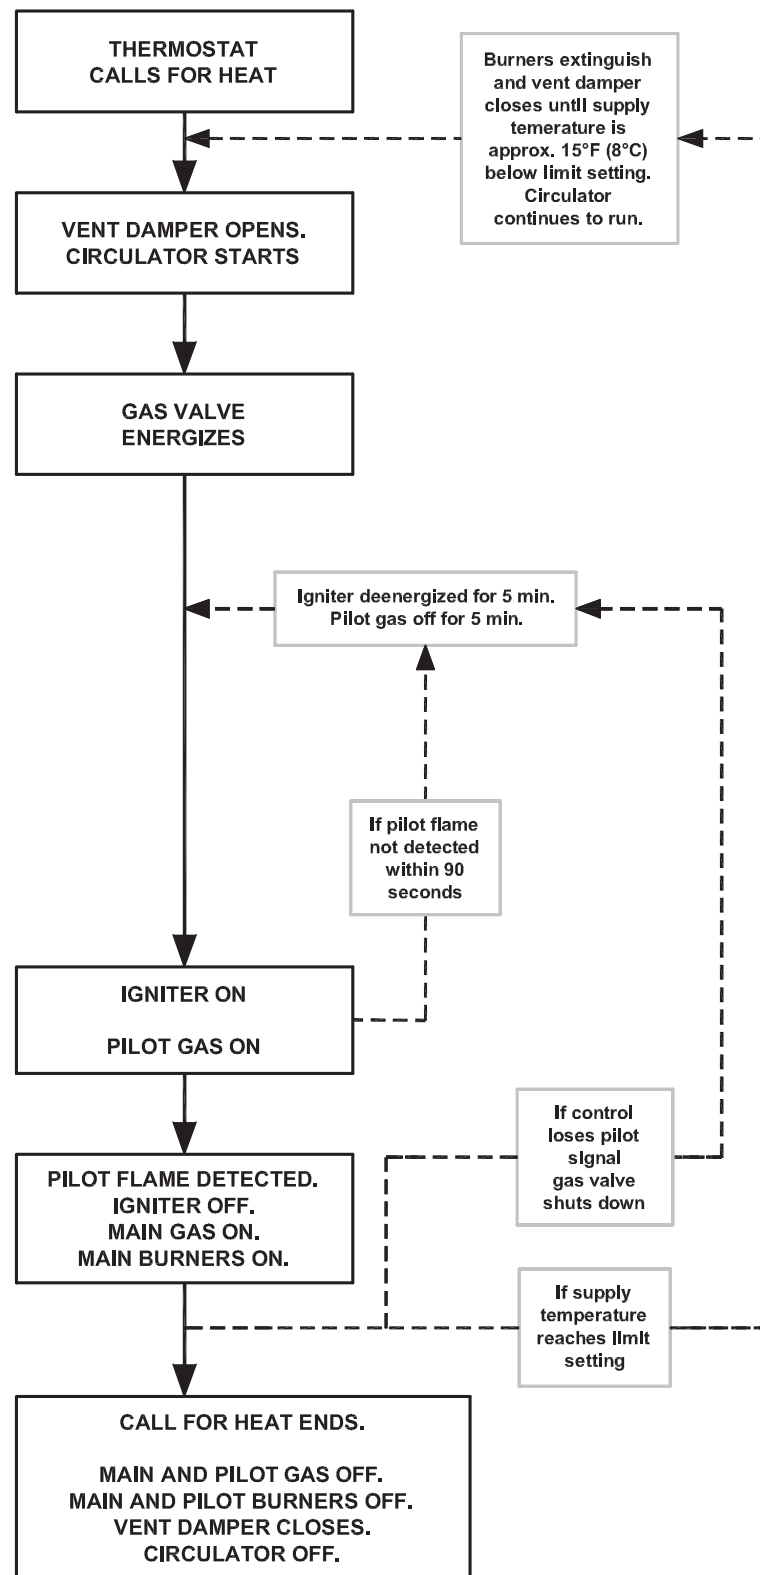 THERMOSTAT
CALLS FOR HEAT
Burners extinguish
and vent damper
closes until supply
temerature is
approx. 15°F (8°C)
below limit setting.
Circulator
continues to run.
VENT DAMPER OPENS.
CIRCULATOR STARTS
GAS VALVE
ENERGIZES
Igniter deenergized for 5 min.
Pilot gas off for 5 min.
If pilot flame
not detected
within 90
seconds
IGNITER ON
PILOT GAS ON
If control
loses pilot
signal
gas valve
shuts down
PILOT FLAME DETECTED.
IGNITER OFF.
MAIN GAS ON.
MAIN BURNERS ON.
If supply
temperature
reaches limit
setting
CALL FOR HEAT ENDS.
MAIN AND PILOT GAS OFF.
MAIN AND PILOT BURNERS OFF.
VENT DAMPER CLOSES.
CIRCULATOR OFF.